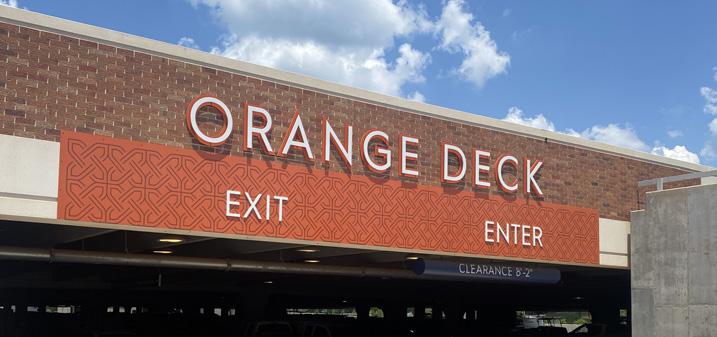 ORANGE DECK
EXIT ENTER
CLEARANCE 8'-2"